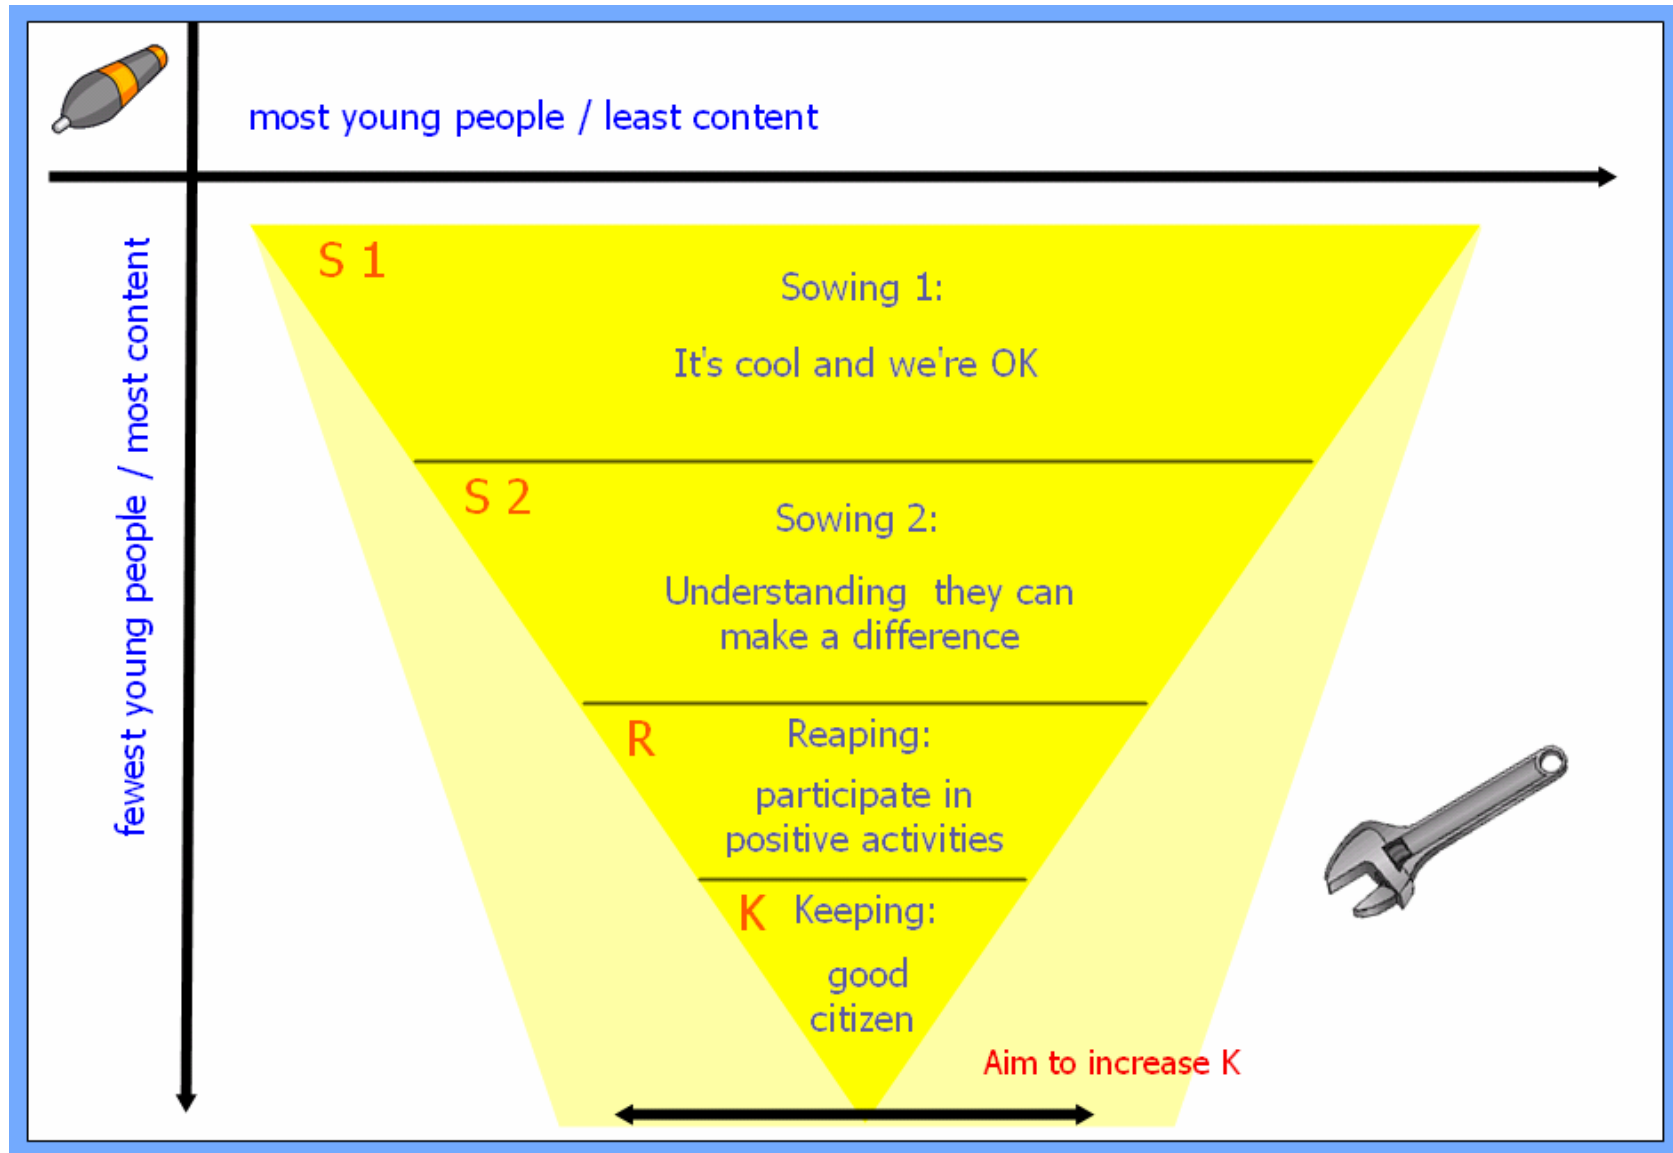 most young people / least content
fewest young people / most content
S 1
Sowing 1:
It's cool and we're OK
S 2
Sowing 2:
Understanding they can
make a difference
R
Reaping:
participate in
positive activities
K
Keeping:
good
citizen
Aim to increase K